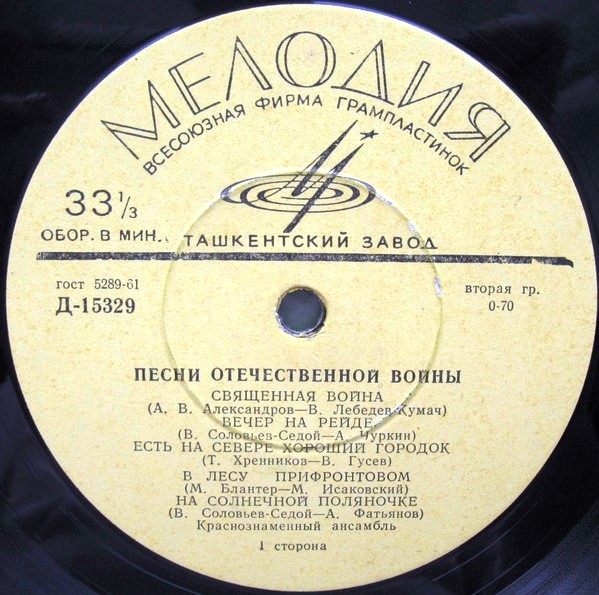 МЕЛОДИЯ
ВСЕСОЮЗНАЯ ФИРМА ГРАМПЛАСТИНОК
33 1/3
ОБОР. В МИН.. ТАШКЕНТСКИЙ ЗАВОД
гост 5289-61
Д-15329
вторая гр.
0-70
ПЕСНИ ОТЕЧЕСТВЕННОЙ ВОЙНЫ
СВЯЩЕННАЯ ВОЙНА
(А. В. Александров—В. Лебедев-Кумач)
ВЕЧЕР НА РЕЙДЕ
(В. Соловьев-Седой—А. Чуркин)
ЕСТЬ НА СЕВЕРЕ ХОРОШИЙ ГОРОДОК
(Т. Хренников—В. Гусев)
В ЛЕСУ ПРИФРОНТОВОМ
(М. Блантер—М. Исаковский)
НА СОЛНЕЧНОЙ ПОЛЯНОЧКЕ
(В. Соловьев-Седой—А. Фатьянов)
Краснознаменный ансамбль
1 сторона